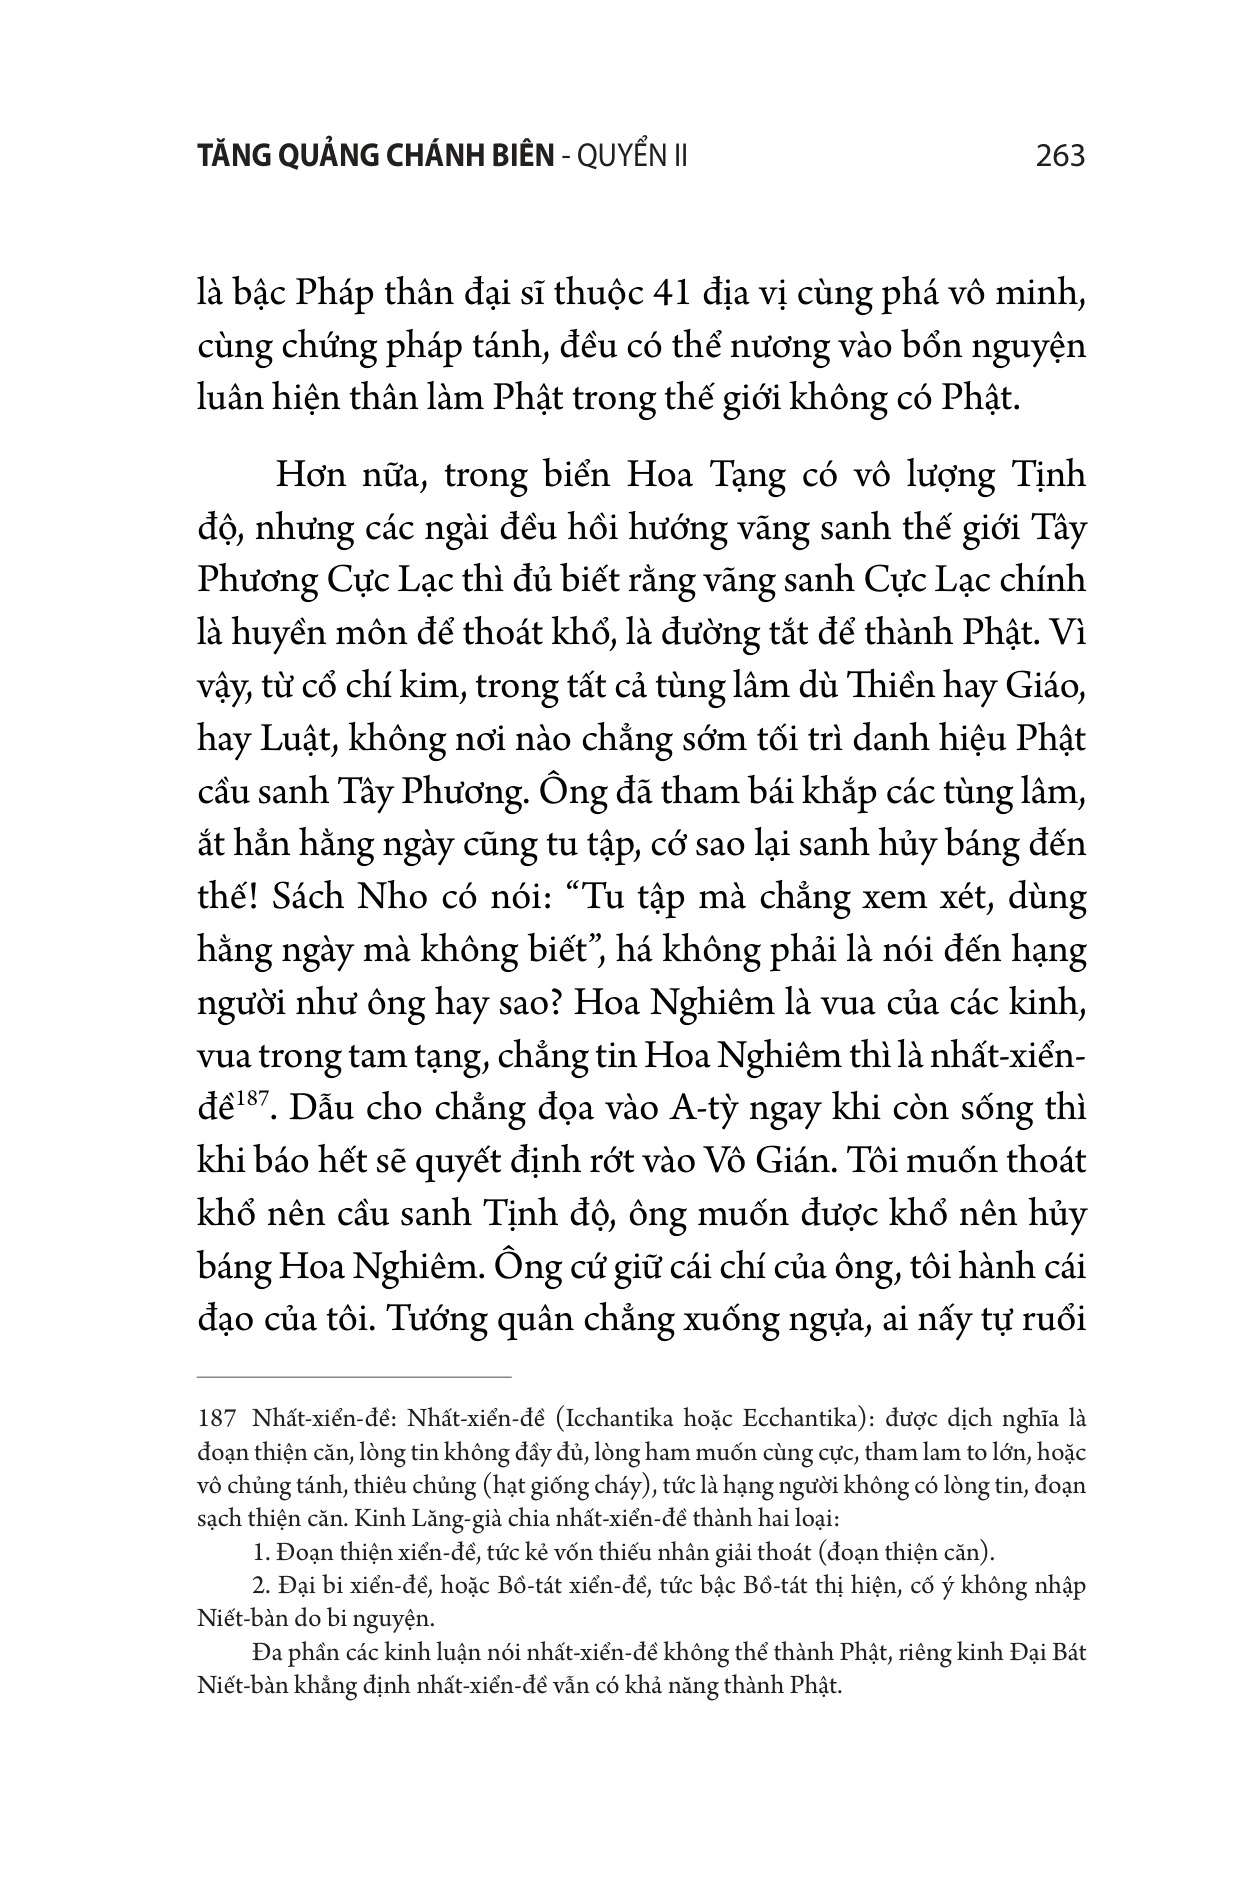 TĂNG QUẢNG CHÁNH BIÊN - QUYỂN II 263
là bậc Pháp thân đại sĩ thuộc 41 địa vị cùng phá vô minh,
cùng chứng pháp tánh, đều có thể nương vào bổn nguyện
luân hiện thân làm Phật trong thế giới không có Phật.
Hơn nữa, trong biển Hoa Tạng có vô lượng Tịnh
độ, nhưng các ngài đều hồi hướng vãng sanh thế giới Tây
Phương Cực Lạc thì đủ biết rằng vãng sanh Cực Lạc chính
là huyền môn để thoát khổ, là đường tắt để thành Phật. Vì
vậy, từ cổ chí kim, trong tất cả tùng lâm dù Thiền hay Giáo,
hay Luật, không nơi nào chẳng sớm tối trì danh hiệu Phật
cầu sanh Tây Phương. Ông đã tham bái khắp các tùng lâm,
ắt hẳn hằng ngày cũng tu tập, cớ sao lại sanh hủy báng đến
thế! Sách Nho có nói: “Tu tập mà chẳng xem xét, dùng
hằng ngày mà không biết”, há không phải là nói đến hạng
người như ông hay sao? Hoa Nghiêm là vua của các kinh,
vua trong tam tạng, chẳng tin Hoa Nghiêm thì là nhất-xiển-
đề187. Dẫu cho chẳng đọa vào A-tỳ ngay khi còn sống thì
khi báo hết sẽ quyết định rớt vào Vô Gián. Tôi muốn thoát
khổ nên cầu sanh Tịnh độ, ông muốn được khổ nên hủy
báng Hoa Nghiêm. Ông cứ giữ cái chí của ông, tôi hành cái
đạo của tôi. Tướng quân chẳng xuống ngựa, ai nấy tự ruổi
187 Nhất-xiển-đề: Nhất-xiển-đề (Icchantika hoặc Ecchantika): được dịch nghĩa là
đoạn thiện căn, lòng tin không đầy đủ, lòng ham muốn cùng cực, tham lam to lớn, hoặc
vô chủng tánh, thiêu chủng (hạt giống cháy), tức là hạng người không có lòng tin, đoạn
sạch thiện căn. Kinh Lăng-già chia nhất-xiển-đề thành hai loại:
1. Đoạn thiện xiển-đề, tức kẻ vốn thiếu nhân giải thoát (đoạn thiện căn).
2. Đại bi xiển-đề, hoặc Bồ-tát xiển-đề, tức bậc Bồ-tát thị hiện, cố ý không nhập
Niết-bàn do bi nguyện.
Đa phần các kinh luận nói nhất-xiển-đề không thể thành Phật, riêng kinh Đại Bát
Niết-bàn khẳng định nhất-xiển-đề vẫn có khả năng thành Phật.